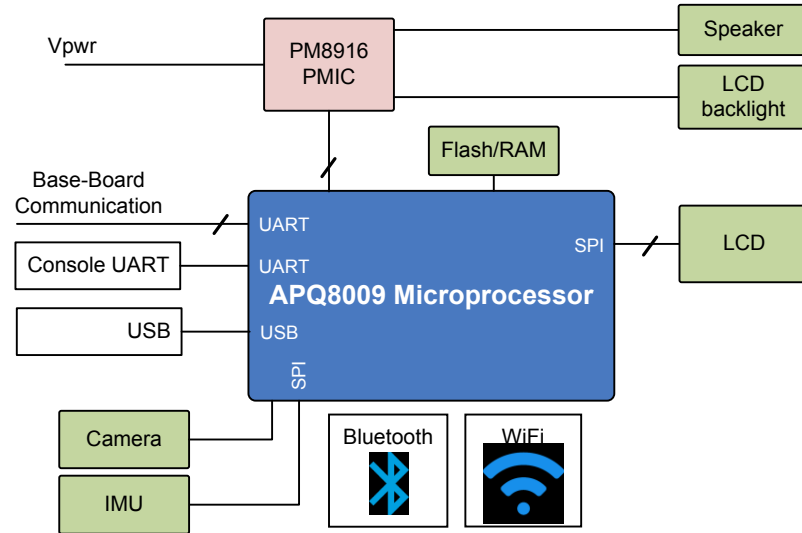 Vpwr
PM8916
PMIC
Speaker
LCD
backlight
Flash/RAM
Base-Board
Communication
UART
SPI
LCD
Console UART
UART
APQ8009 Microprocessor
USB
USB
SPI
Camera
Bluetooth
WiFi
IMU